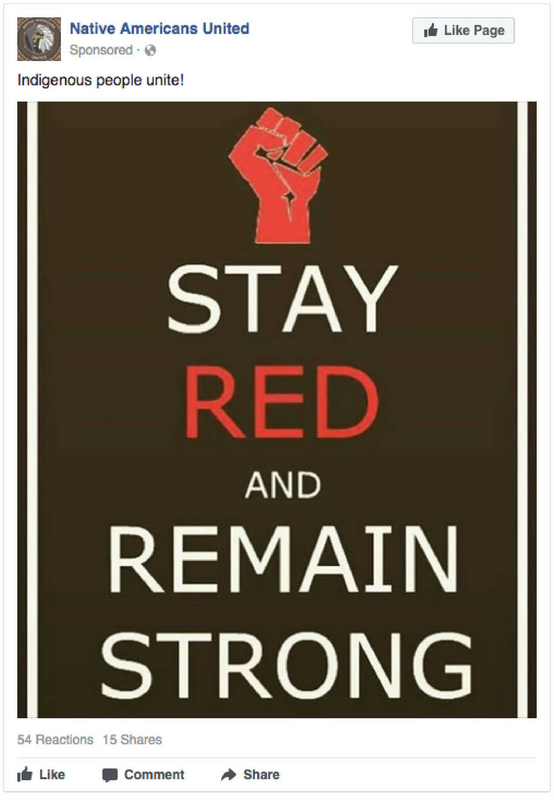 Native Americans United
Like Page
Sponsored ·
Indigenous people unite!
STAY
RED
AND
REMAIN
STRONG
54 Reactions 15 Shares
Like Comment Share